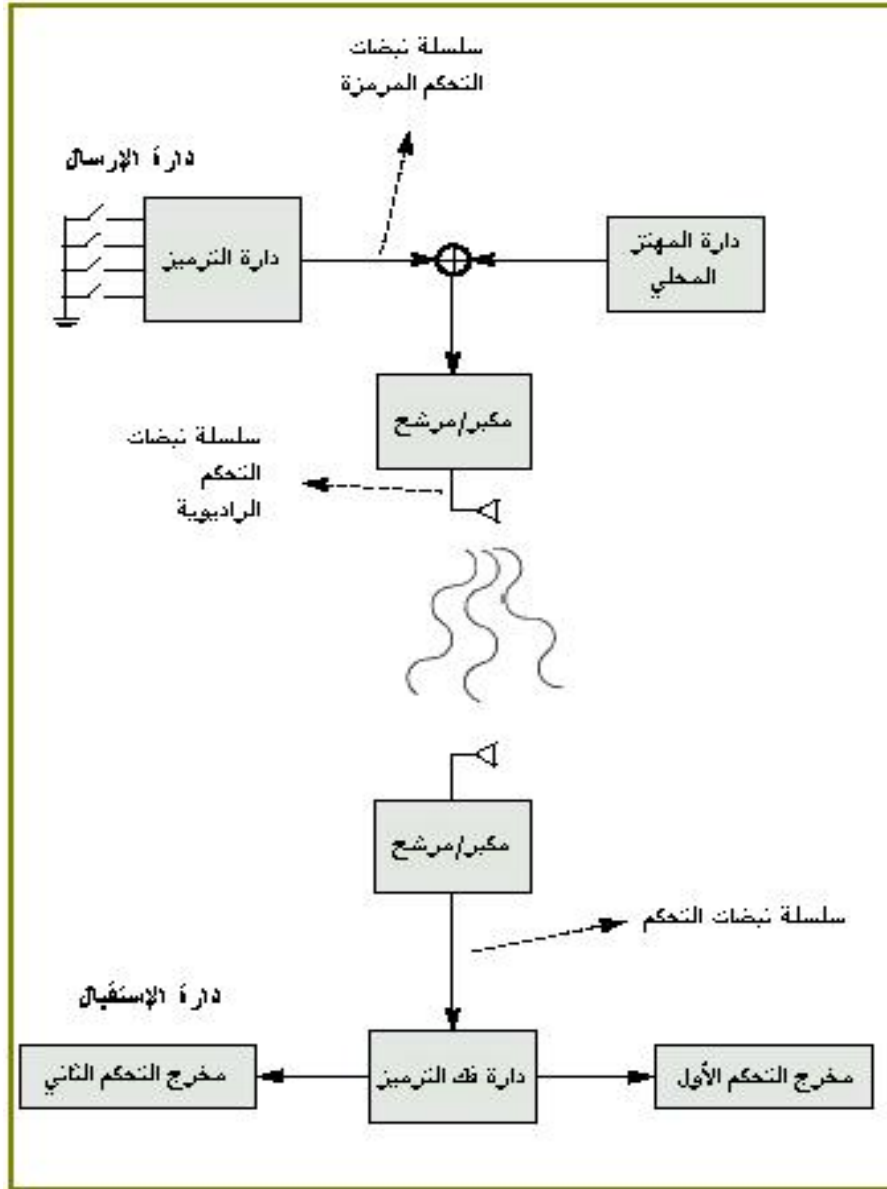 سلسلة نبضات
التحكم المرمزة
دارة الإرسال
دارة الترميز
دارة المهتز
المحلي
مكبر/مرشح
سلسلة نبضات
التحكم
الراديوية
مكبر/مرشح
سلسلة نبضات التحكم
دارة الإستقبال
مخرج التحكم الأول
دارة فك الترميز
مخرج التحكم الثاني